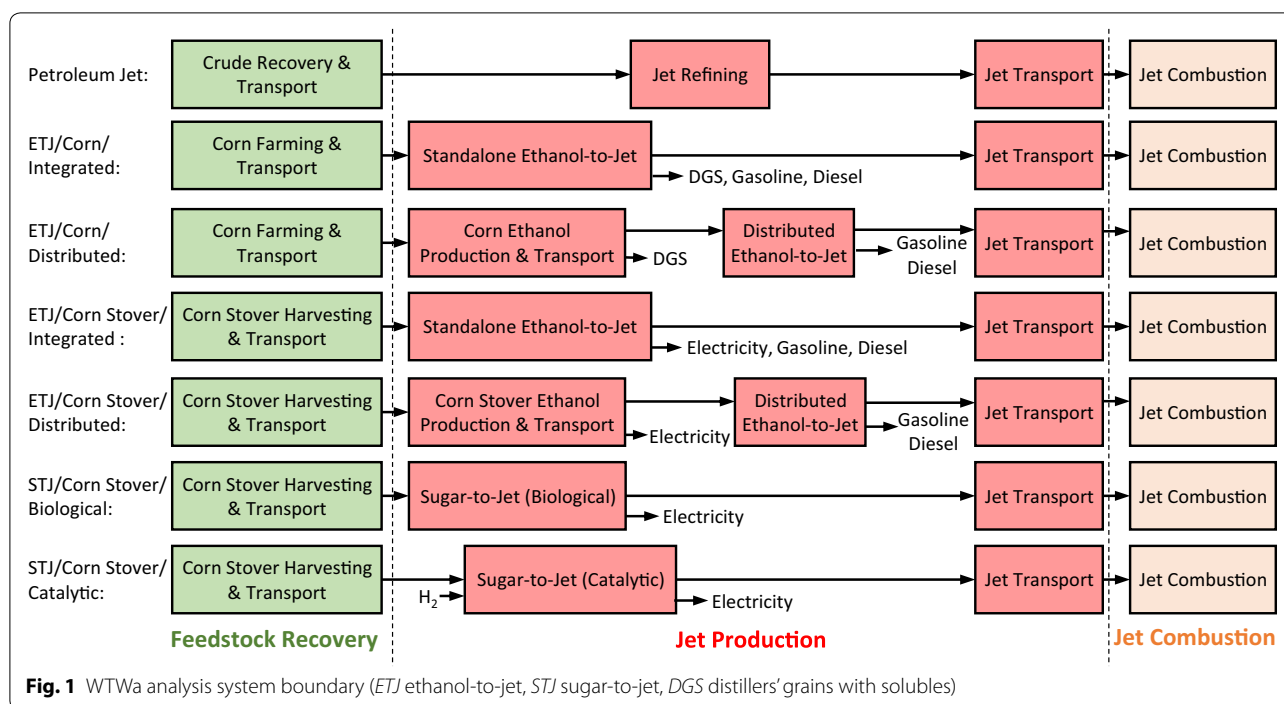 Petroleum Jet:
Crude Recovery &
Transport
Jet Refining
Jet Transport
Jet Combustion
ETJ/Corn/
Integrated:
Corn Farming &
Transport
Standalone Ethanol-to-Jet
DGS, Gasoline, Diesel
Jet Transport
Jet Combustion
ETJ/Corn/
Distributed:
Corn Farming &
Transport
Corn Ethanol
Production & Transport
DGS
Distributed
Ethanol-to-Jet
Gasoline
Diesel
Jet Transport
Jet Combustion
ETJ/Corn Stover/
Integrated :
Corn Stover Harvesting
& Transport
Standalone Ethanol-to-Jet
Electricity, Gasoline, Diesel
Jet Transport
Jet Combustion
ETJ/Corn Stover/
Distributed:
Corn Stover Harvesting
& Transport
Corn Stover Ethanol
Production & Transport
Electricity
Distributed
Ethanol-to-Jet
Gasoline
Diesel
Jet Transport
Jet Combustion
STJ/Corn Stover/
Biological:
Corn Stover Harvesting
& Transport
Sugar-to-Jet (Biological)
Electricity
Jet Transport
Jet Combustion
STJ/Corn Stover/
Catalytic:
Corn Stover Harvesting
& Transport
H2
Sugar-to-Jet (Catalytic)
Electricity
Jet Transport
Jet Combustion
Feedstock Recovery
Jet Production
Jet Combustion
Fig. 1 WTWa analysis system boundary (ETJ ethanol-to-jet, STJ sugar-to-jet, DGS distillers' grains with solubles)